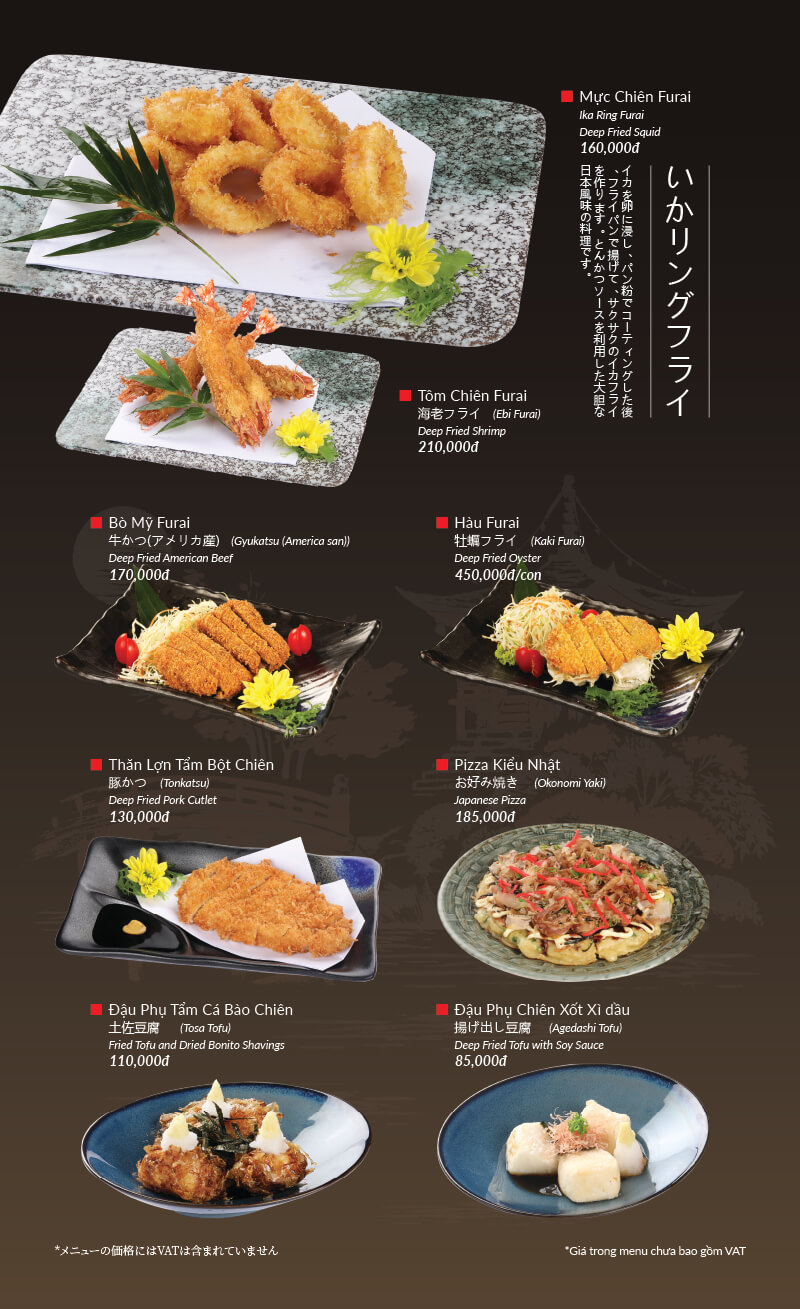 Mực Chiên Furai
Ika Ring Furai
Deep Fried Squid
160,000đ
いかリングフライ
イカを卵に浸し、パン粉でコーティングした後
、フライパンで揚げて、サクサクのイカフライ
を作ります。とんかつソースを利用した大胆な
日本風味の料理です。
Tôm Chiên Furai
海老フライ (Ebi Furai)
Deep Fried Shrimp
210,000đ
Bò Mỹ Furai
牛かつ(アメリカ産) (Gyukatsu (America san))
Deep Fried American Beef
170,000đ
Hàu Furai
牡蠣フライ (Kaki Furai)
Deep Fried Oyster
450,000đ/con
Thăn Lợn Tẩm Bột Chiên
豚かつ (Tonkatsu)
Deep Fried Pork Cutlet
130,000đ
Pizza Kiểu Nhật
お好み焼き (Okonomi Yaki)
Japanese Pizza
185,000đ
Đậu Phụ Tẩm Cá Bào Chiên
土佐豆腐 (Tosa Tofu)
Fried Tofu and Dried Bonito Shavings
110,000đ
Đậu Phụ Chiên Xốt Xì dầu
揚げ出し豆腐 (Agedashi Tofu)
Deep Fried Tofu with Soy Sauce
85,000đ
*メニューの価格にはVATは含まれていません
*Giá trong menu chưa bao gồm VAT